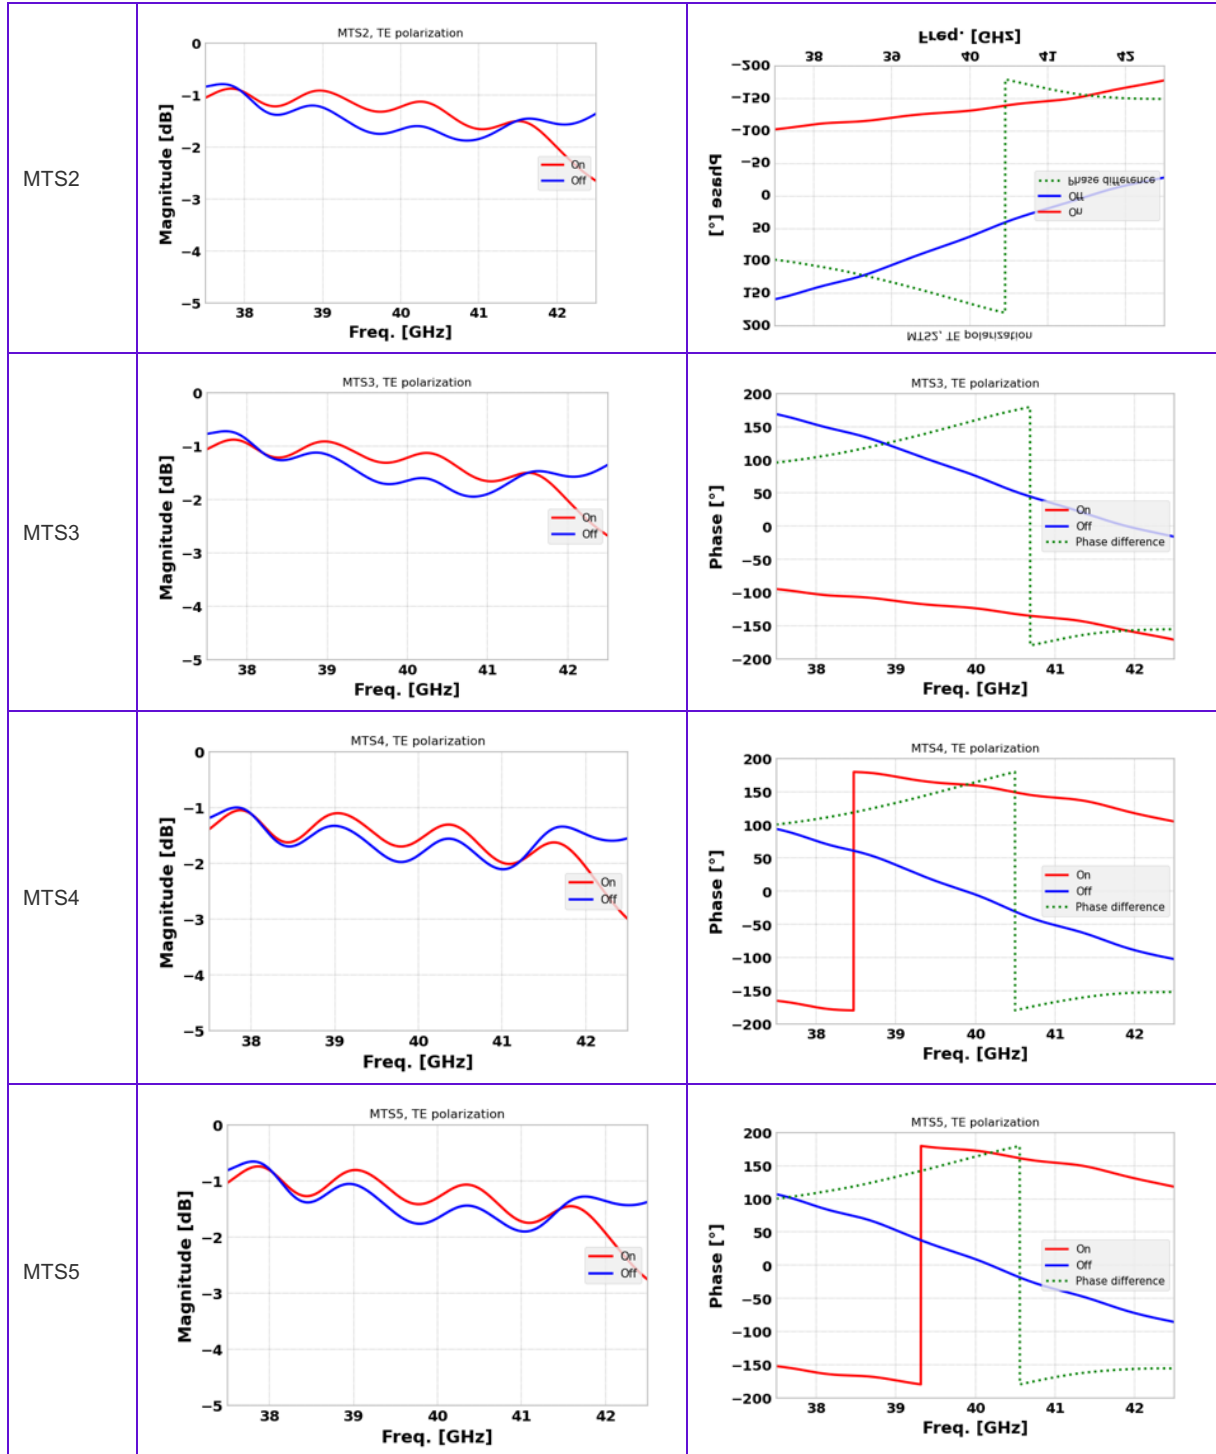 MTS2
MTS2, TE polarization
0
−1
−2
−3
−4
−5
Magnitude [dB]
On
Off
38 39 40 41 42
Freq. [GHz]
Freq. [GHz]
38 39 40 41 42
−200
−150
−100
−50
0
50
100
150
200
Phase [°]
Phase difference
Off
On
MTS2, TE polarization
MTS3
MTS3, TE polarization
0
−1
−2
−3
−4
−5
Magnitude [dB]
On
Off
38 39 40 41 42
Freq. [GHz]
MTS3, TE polarization
200
150
100
50
0
−50
−100
−150
−200
Phase [°]
On
Off
Phase difference
38 39 40 41 42
Freq. [GHz]
MTS4
MTS4, TE polarization
0
−1
−2
−3
−4
−5
Magnitude [dB]
On
Off
38 39 40 41 42
Freq. [GHz]
MTS4, TE polarization
200
150
100
50
0
−50
−100
−150
−200
Phase [°]
On
Off
Phase difference
38 39 40 41 42
Freq. [GHz]
MTS5
MTS5, TE polarization
0
−1
−2
−3
−4
−5
Magnitude [dB]
On
Off
38 39 40 41 42
Freq. [GHz]
MTS5, TE polarization
200
150
100
50
0
−50
−100
−150
−200
Phase [°]
On
Off
Phase difference
38 39 40 41 42
Freq. [GHz]